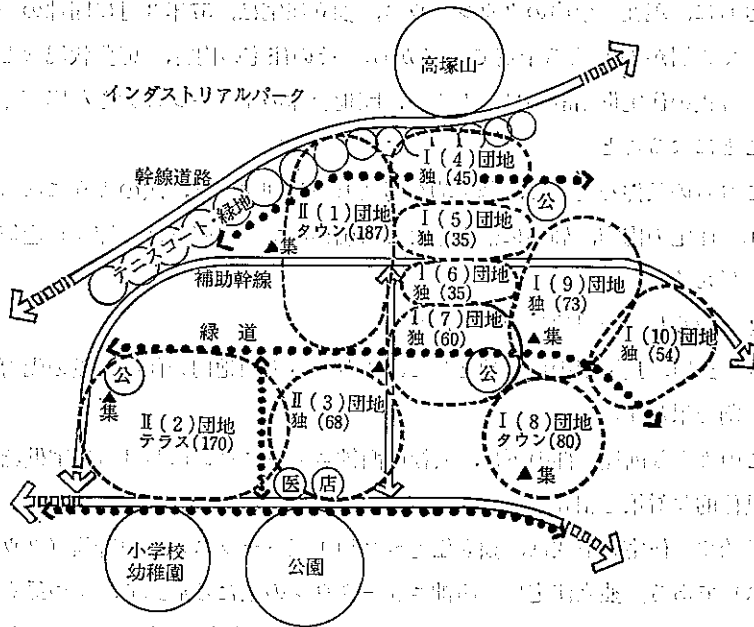 高塚山
インダストリアルパーク
幹線道路
テニスコート・緑地
I(4)団地
独(45)
公
II(1)団地
タウン(187)
I(5)団地
独(35)
▲集
補助幹線
I(6)団地
独(35)
I(9)団地
独(73)
I(7)団地
独(60)
緑道
▲集
I(10)団地
独(54)
公
公
▲
▲集
II(2)団地
テラス(170)
II(3)団地
独(68)
I(8)団地
タウン(80)
▲集
医
店
小学校
幼稚園
公園